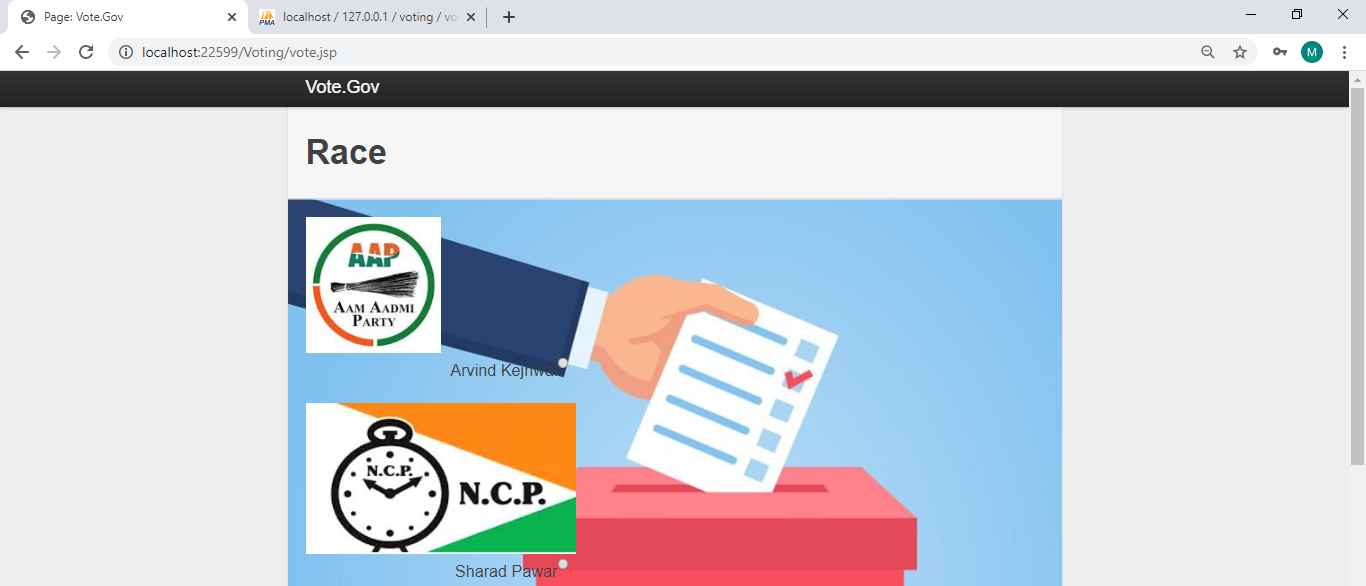 Page: Vote.Gov
PMA
localhost / 127.0.0.1 / voting / vo
localhost:22599/Voting/vote.jsp
M
Vote.Gov
Race
AAP
AAM AADMI
PARTY
Arvind Kejriwal
N.C.P.
N.C.P.
Sharad Pawar